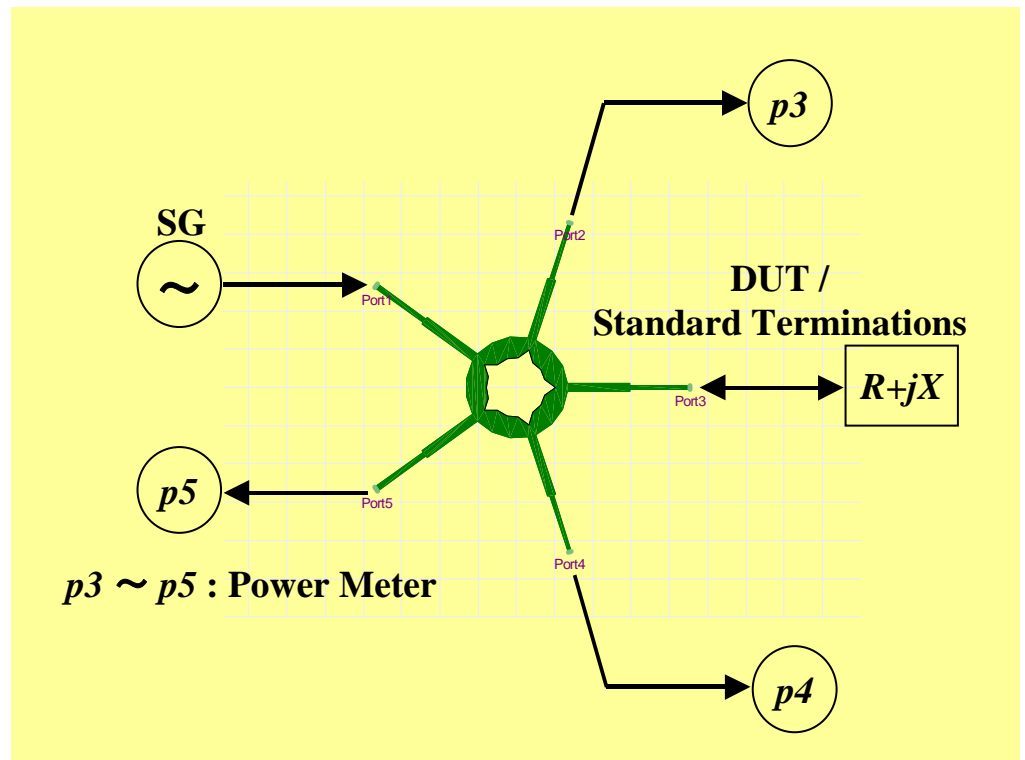 p3
SG
~
Port2
DUT /
Standard Terminations
Port1
R+jX
Port3
p5
Port5
Port4
p3 ~ p5 : Power Meter
p4